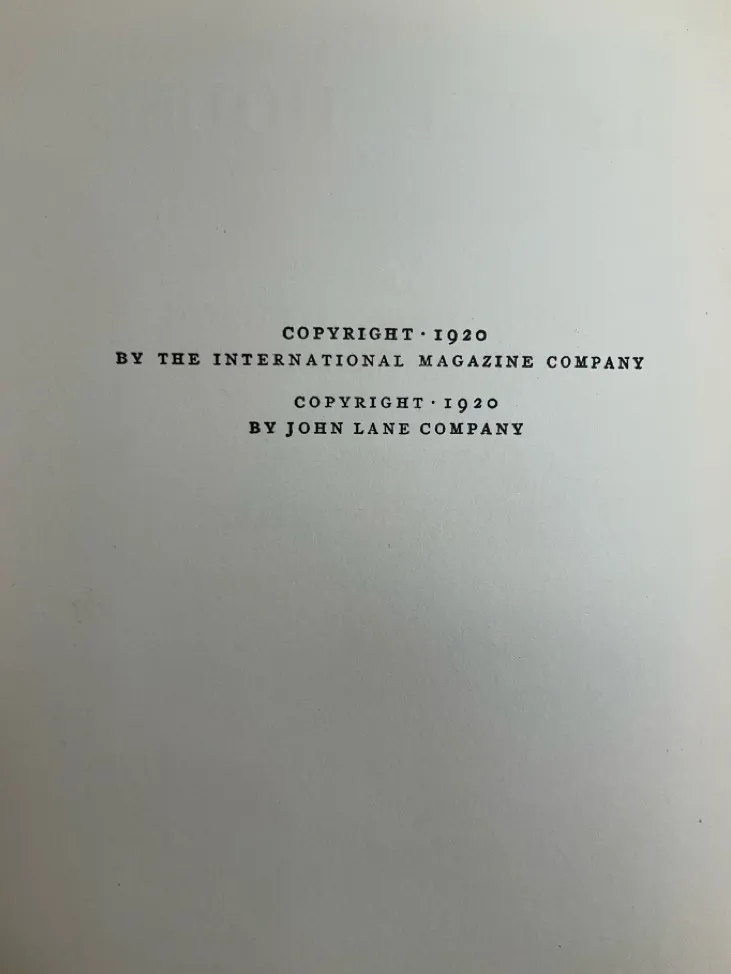 COPYRIGHT · 1920
BY THE INTERNATIONAL MAGAZINE COMPANY
COPYRIGHT · 1920
BY JOHN LANE COMPANY